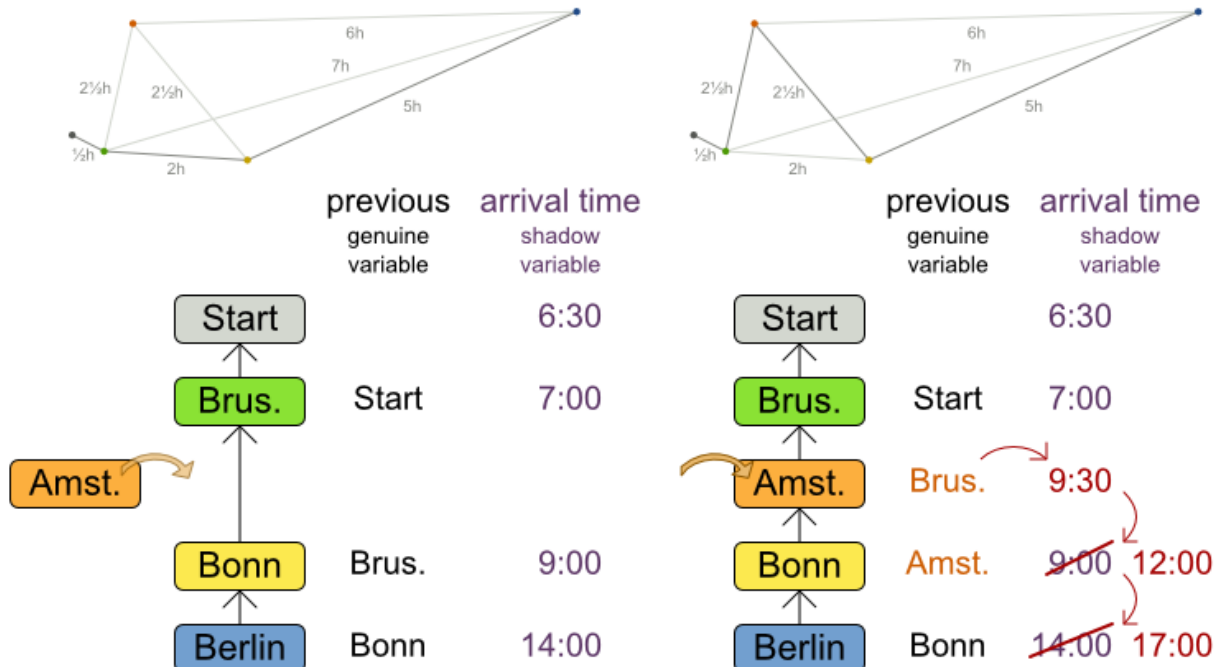 6h
7h
2½h
2½h
5h
½h
2h
previous
genuine
variable
arrival time
shadow
variable
Start
6:30
Brus.
Start
7:00
Amst.
Bonn
Brus.
9:00
Berlin
Bonn
14:00
6h
7h
2½h
2½h
5h
½h
2h
previous
genuine
variable
arrival time
shadow
variable
Start
6:30
Brus.
Start
7:00
Amst.
Brus.
9:30
Bonn
Amst.
9:00
12:00
Berlin
Bonn
14:00
17:00